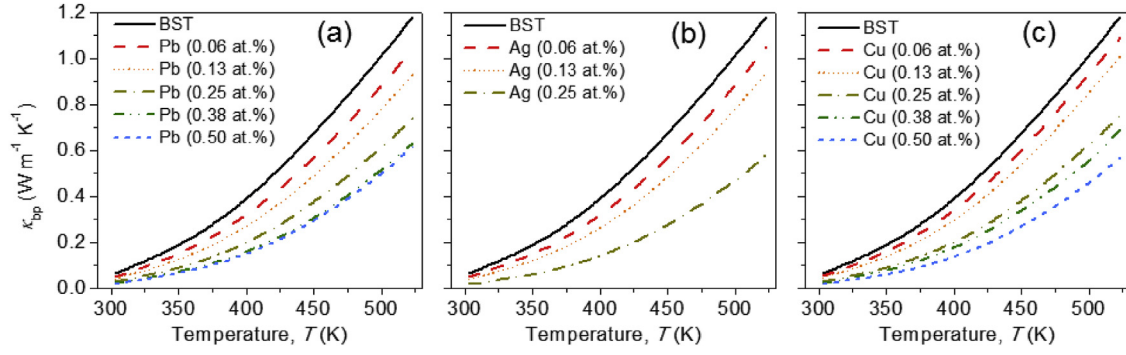 κbp (W m⁻¹ K⁻¹)
1.2
1.0
0.8
0.6
0.4
0.2
0.0
(a)
BST
Pb (0.06 at.%)
Pb (0.13 at.%)
Pb (0.25 at.%)
Pb (0.38 at.%)
Pb (0.50 at.%)
300 350 400 450 500
Temperature, T (K)
(b)
BST
Ag (0.06 at.%)
Ag (0.13 at.%)
Ag (0.25 at.%)
300 350 400 450 500
Temperature, T (K)
(c)
BST
Cu (0.06 at.%)
Cu (0.13 at.%)
Cu (0.25 at.%)
Cu (0.38 at.%)
Cu (0.50 at.%)
300 350 400 450 500
Temperature, T (K)